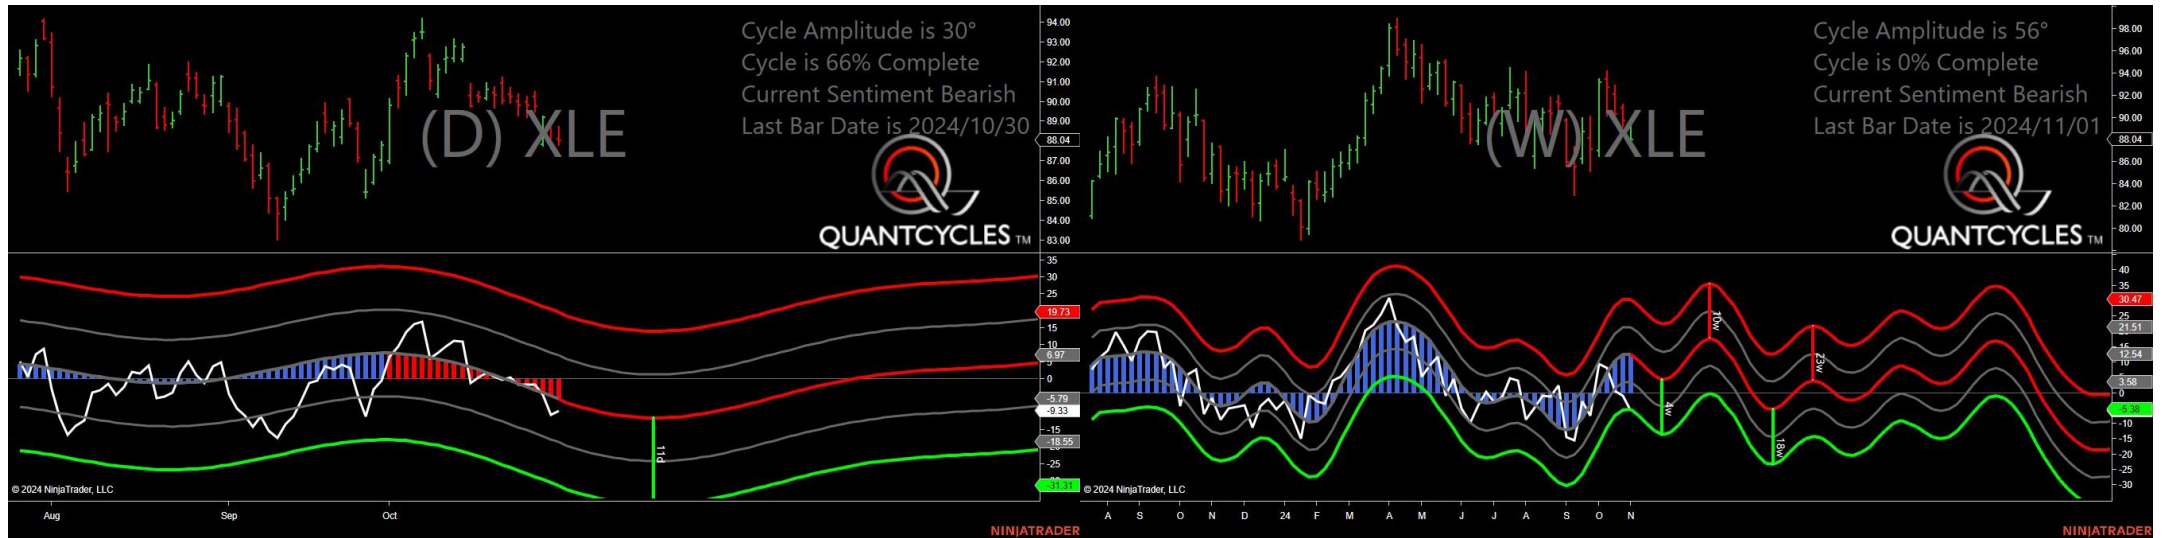 Cycle Amplitude is 30°
Cycle is 66% Complete
Current Sentiment Bearish
Last Bar Date is 2024/10/30
(D) XLE
QUANTCYCLES TM
94.00
93.00
92.00
91.00
90.00
88.04
87.00
86.00
85.00
84.00
83.00
35
30
25
19.73
15
10
6.97
0
-5.79
-9.33
-15
-18.55
-25
-31.31
11d
© 2024 NinjaTrader, LLC
Aug Sep Oct
NINJATRADER
Cycle Amplitude is 56°
Cycle is 0% Complete
Current Sentiment Bearish
Last Bar Date is 2024/11/01
(W) XLE
QUANTCYCLES TM
98.00
96.00
94.00
92.00
90.00
88.04
86.00
84.00
82.00
80.00
40
35
30.47
25
21.51
15
12.54
3.58
0
-5.38
-10
-15
-20
-25
-30
10w
23w
4w
18w
© 2024 NinjaTrader, LLC
A S O N D 24 F M A M J J A S O N
NINJATRADER